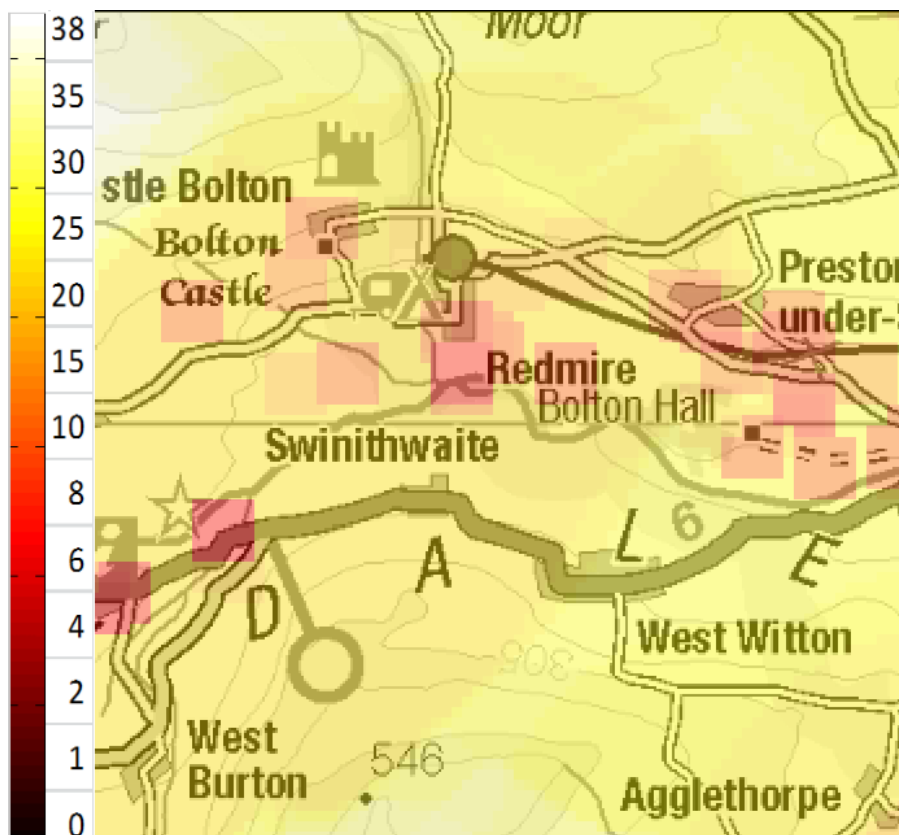 38
35
30
25
20
15
10
8
6
4
2
1
0
r
Moor
stle Bolton
Bolton
Castle
Preston
under-S
Redmire
Bolton Hall
Swinithwaite
D A L E
6
305
West Witton
West
Burton
546
Agglethorpe